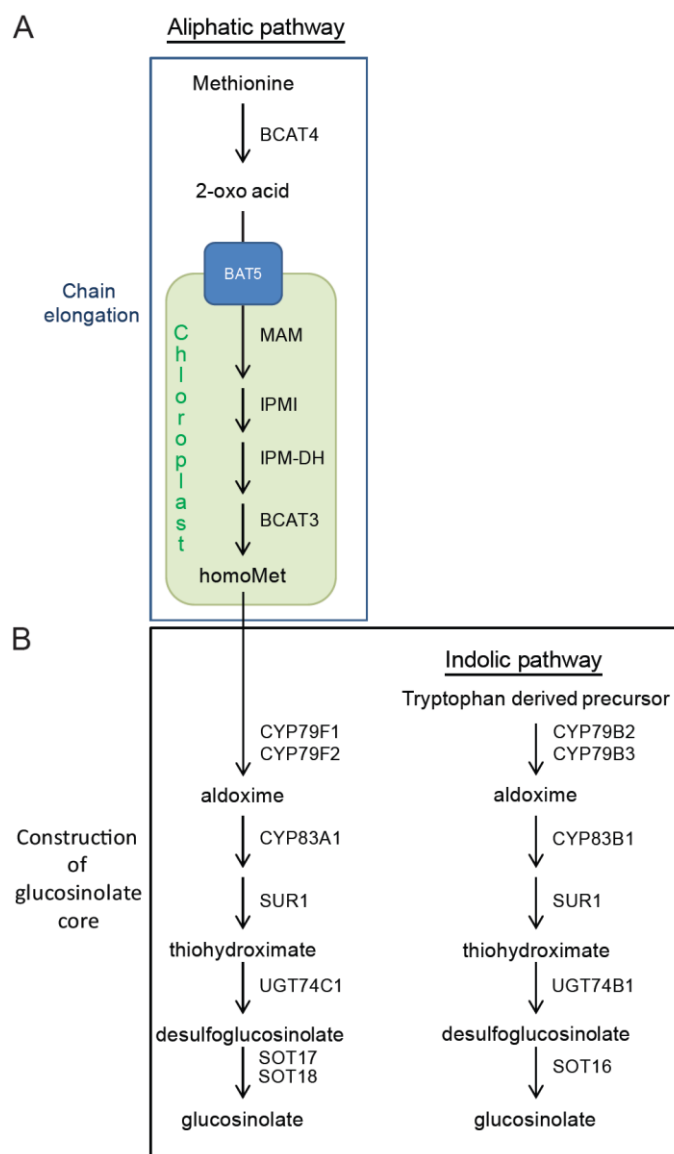 A
Aliphatic pathway
Methionine
BCAT4
2-oxo acid
BAT5
Chain
elongation
Chloroplast
MAM
IPMI
IPM-DH
BCAT3
homoMet
B
Indolic pathway
Tryptophan derived precursor
CYP79F1
CYP79F2
CYP79B2
CYP79B3
aldoxime
aldoxime
Construction
of
glucosinolate
core
CYP83A1
CYP83B1
SUR1
SUR1
thiohydroximate
thiohydroximate
UGT74C1
UGT74B1
desulfoglucosinolate
desulfoglucosinolate
SOT17
SOT18
SOT16
glucosinolate
glucosinolate